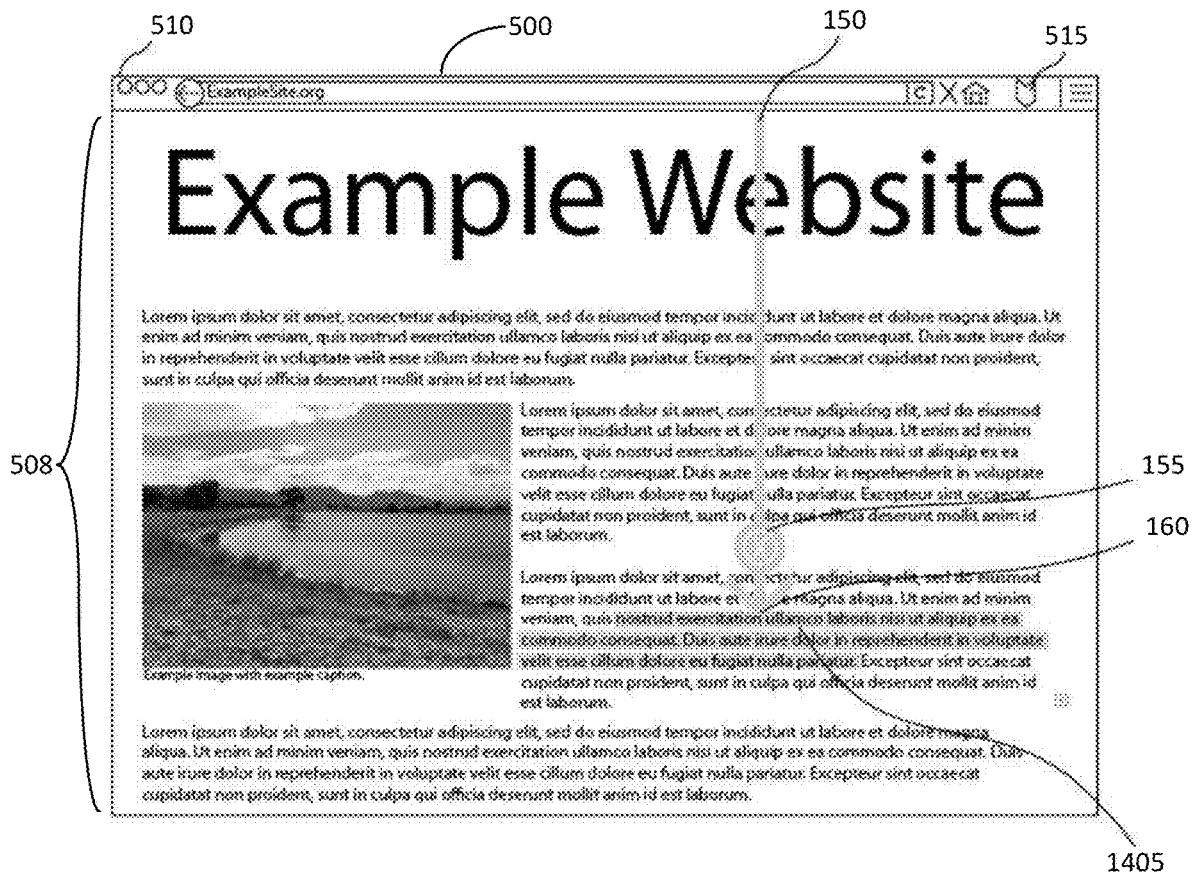 510
500
150
515
ExampleSite.org
C
Example Website
Lorem ipsum dolor sit amet, consectetur adipiscing elit, sed do eiusmod tempor incididunt ut labore et dolore magna aliqua. Ut
enim ad minim veniam, quis nostrud exercitation ullamco laboris nisi ut aliquip ex ea commodo consequat. Duis aute irure dolor
in reprehenderit in voluptate velit esse cillum dolore eu fugiat nulla pariatur. Excepteur sint occaecat cupidatat non proident,
sunt in culpa qui officia deserunt mollit anim id est laborum.
Lorem ipsum dolor sit amet, consectetur adipiscing elit, sed do eiusmod
tempor incididunt ut labore et dolore magna aliqua. Ut enim ad minim
veniam, quis nostrud exercitation ullamco laboris nisi ut aliquip ex ea
commodo consequat. Duis aute irure dolor in reprehenderit in voluptate
velit esse cillum dolore eu fugiat nulla pariatur. Excepteur sint occaecat
cupidatat non proident, sunt in culpa qui officia deserunt mollit anim id
est laborum.
508
155
160
Lorem ipsum dolor sit amet, consectetur adipiscing elit, sed do eiusmod
tempor incididunt ut labore et dolore magna aliqua. Ut enim ad minim
veniam, quis nostrud exercitation ullamco laboris nisi ut aliquip ex ea
commodo consequat. Duis aute irure dolor in reprehenderit in voluptate
velit esse cillum dolore eu fugiat nulla pariatur. Excepteur sint occaecat
cupidatat non proident, sunt in culpa qui officia deserunt mollit anim id
est laborum.
Example image with example caption.
Lorem ipsum dolor sit amet, consectetur adipiscing elit, sed do eiusmod tempor incididunt ut labore et dolore magna
aliqua. Ut enim ad minim veniam, quis nostrud exercitation ullamco laboris nisi ut aliquip ex ea commodo consequat. Duis
aute irure dolor in reprehenderit in voluptate velit esse cillum dolore eu fugiat nulla pariatur. Excepteur sint occaecat
cupidatat non proident, sunt in culpa qui officia deserunt mollit anim id est laborum.
1405